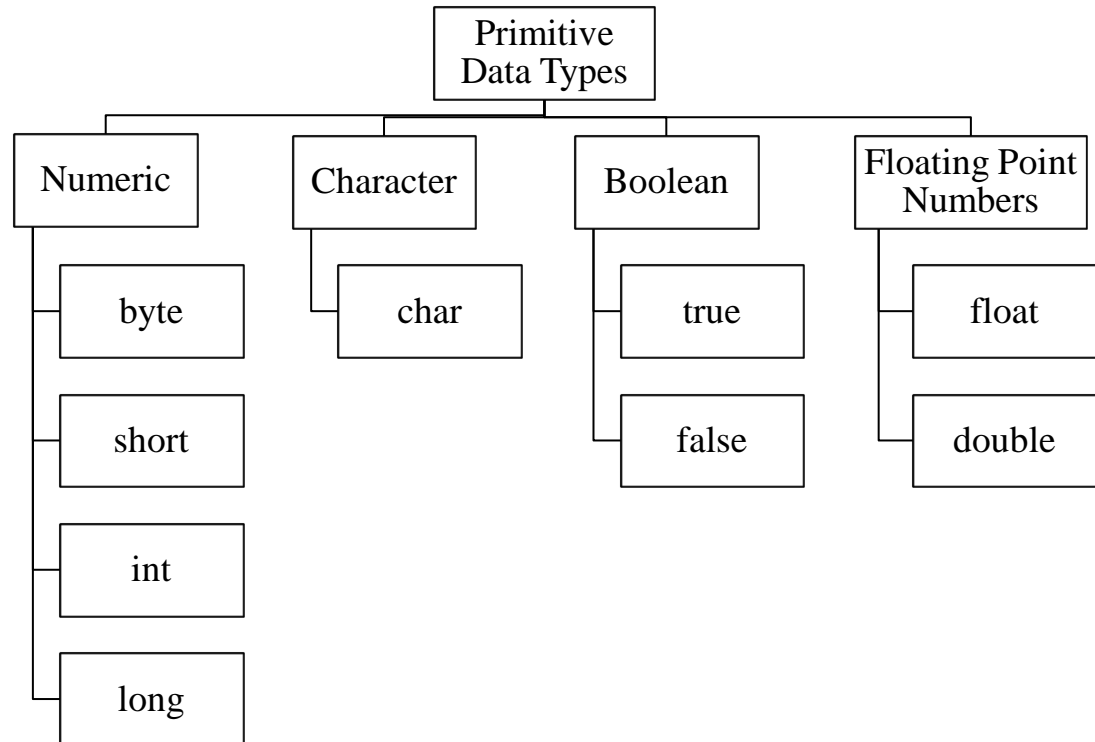 Primitive
Data Types
Numeric
Character
Boolean
Floating Point
Numbers
byte
char
true
float
short
false
double
int
long